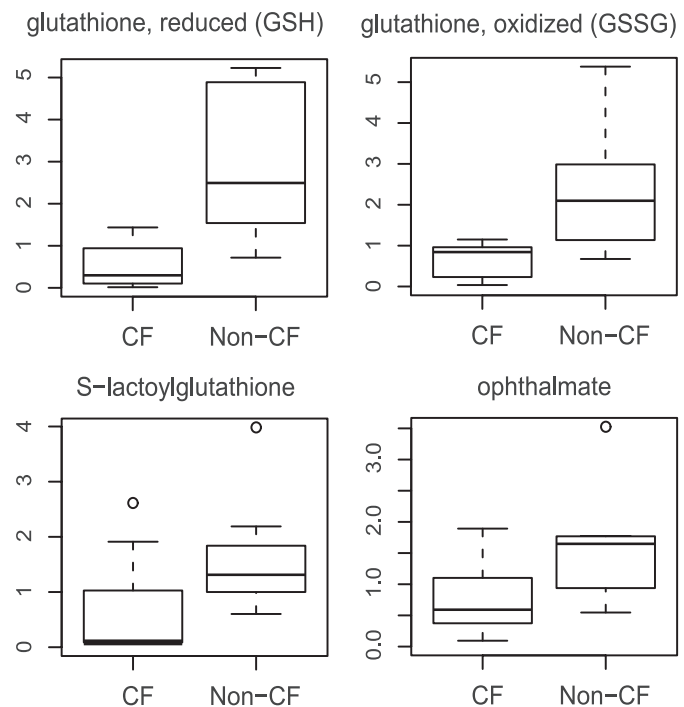 glutathione, reduced (GSH)
5
4
3
2
1
0
CF Non−CF
glutathione, oxidized (GSSG)
5
4
3
2
1
0
CF Non−CF
S−lactoylglutathione
4
3
2
1
0
CF Non−CF
ophthalmate
3.0
2.0
1.0
0.0
CF Non−CF